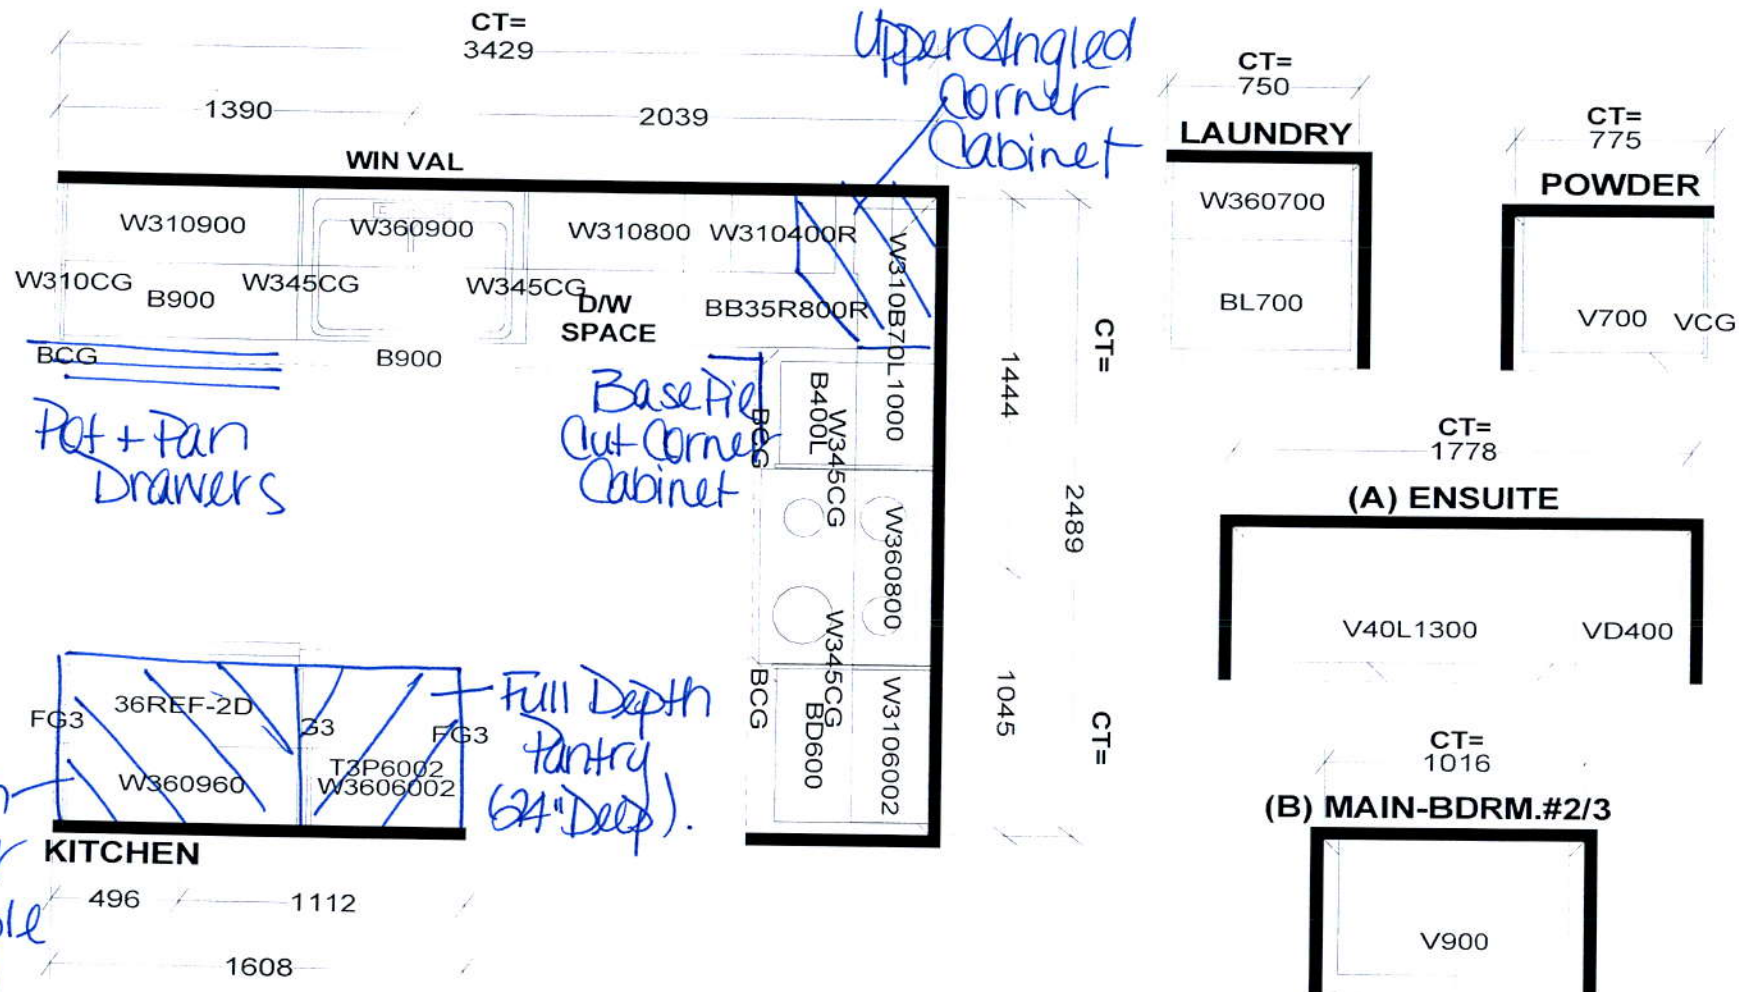 CT=
3429
1390
2039
WIN VAL
Upper Angled
Corner
Cabinet
W310900
W360900
W310800
W310400R
W310B70L1000
W310CG
B900
W345CG
W345CG
D/W
SPACE
BB35R800R
BCG
B900
Pot + Pan
Drawers
Base Pie
Cut Corner
Cabinet
BCG
B400L
W345CG
W360800
W345CG
BCG
BD600
W3106002
1444
1045
CT=
2489
CT=
FG3
36REF-2D
W360960
G3
T3P6002
W3606002
FG3
Full Depth
Pantry
(24" Deep).
KITCHEN
496
1112
1608
CT=
750
LAUNDRY
W360700
BL700
CT=
775
POWDER
V700
VCG
CT=
1778
(A) ENSUITE
V40L1300
VD400
CT=
1016
(B) MAIN-BDRM.#2/3
V900